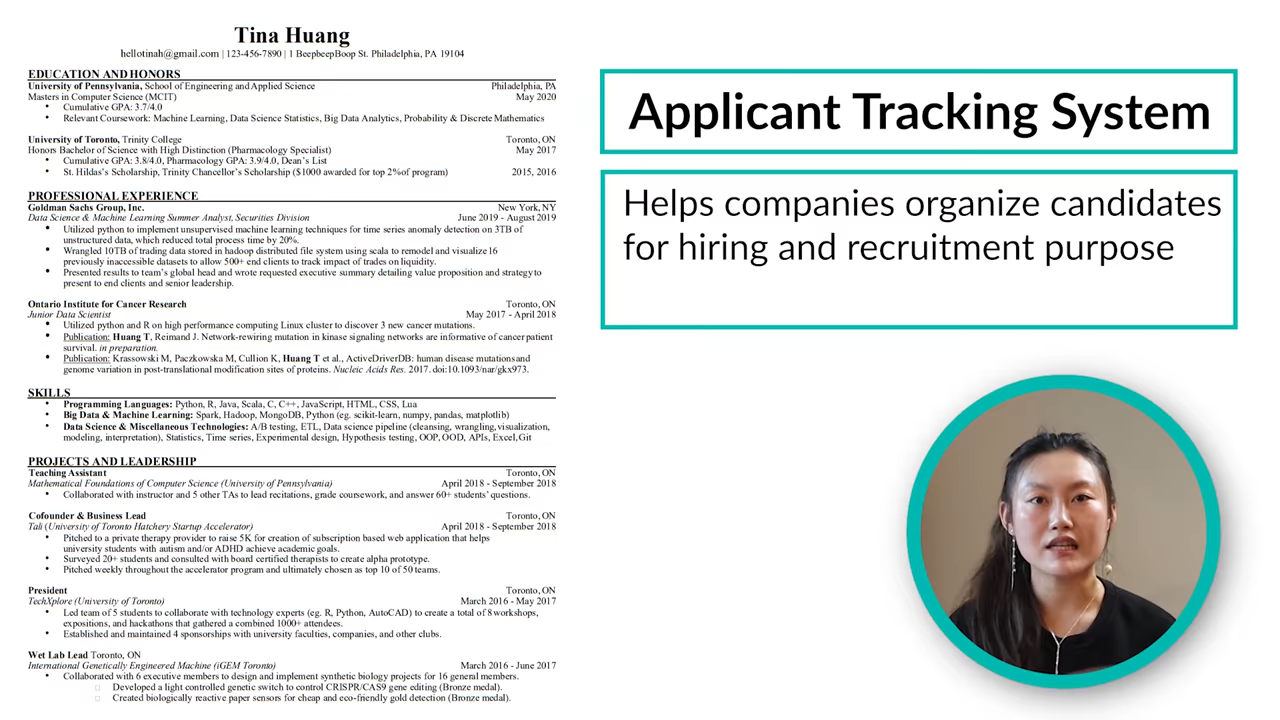 Tina Huang
hellotinah@gmail.com | 123-456-7890 | 1 BeepbeepBoop St. Philadelphia, PA 19104
EDUCATION AND HONORS
University of Pennsylvania, School of Engineering and Applied Science Philadelphia, PA
Masters in Computer Science (MCIT) May 2020
• Cumulative GPA: 3.7/4.0
• Relevant Coursework: Machine Learning, Data Science Statistics, Big Data Analytics, Probability & Discrete Mathematics
University of Toronto, Trinity College Toronto, ON
Honors Bachelor of Science with High Distinction (Pharmacology Specialist) May 2017
• Cumulative GPA: 3.8/4.0, Pharmacology GPA: 3.9/4.0, Dean's List
• St. Hildas's Scholarship, Trinity Chancellor's Scholarship ($1000 awarded for top 2% of program) 2015, 2016
PROFESSIONAL EXPERIENCE
Goldman Sachs Group, Inc. New York, NY
Data Science & Machine Learning Summer Analyst, Securities Division June 2019 - August 2019
• Utilized python to implement unsupervised machine learning techniques for time series anomaly detection on 3TB of
unstructured data, which reduced total process time by 20%.
• Wrangled 10TB of trading data stored in hadoop distributed file system using scala to remodel and visualize 16
previously inaccessible datasets to allow 500+ end clients to track impact of trades on liquidity.
• Presented results to team's global head and wrote requested executive summary detailing value proposition and strategy to
present to end clients and senior leadership.
Ontario Institute for Cancer Research Toronto, ON
Junior Data Scientist May 2017 - April 2018
• Utilized python and R on high performance computing Linux cluster to discover 3 new cancer mutations.
• Publication: Huang T, Reimand J. Network-rewiring mutation in kinase signaling networks are informative of cancer patient
survival. in preparation.
• Publication: Krassowski M, Paczkowska M, Cullion K, Huang T et al., ActiveDriverDB: human disease mutations and
genome variation in post-translational modification sites of proteins. Nucleic Acids Res. 2017. doi:10.1093/nar/gkx973.
SKILLS
• Programming Languages: Python, R, Java, Scala, C, C++, JavaScript, HTML, CSS, Lua
• Big Data & Machine Learning: Spark, Hadoop, MongoDB, Python (eg. scikit-learn, numpy, pandas, matplotlib)
• Data Science & Miscellaneous Technologies: A/B testing, ETL, Data science pipeline (cleansing, wrangling, visualization,
modeling, interpretation), Statistics, Time series, Experimental design, Hypothesis testing, OOP, OOD, APIs, Excel, Git
PROJECTS AND LEADERSHIP
Teaching Assistant Toronto, ON
Mathematical Foundations of Computer Science (University of Pennsylvania) April 2018 - September 2018
• Collaborated with instructor and 5 other TAs to lead recitations, grade coursework, and answer 60+ students' questions.
Cofounder & Business Lead Toronto, ON
Tali (University of Toronto Hatchery Startup Accelerator) April 2018 - September 2018
• Pitched to a private therapy provider to raise 5K for creation of subscription based web application that helps
university students with autism and/or ADHD achieve academic goals.
• Surveyed 20+ students and consulted with board certified therapists to create alpha prototype.
• Pitched weekly throughout the accelerator program and ultimately chosen as top 10 of 50 teams.
President Toronto, ON
TechXplore (University of Toronto) March 2016 - May 2017
• Led team of 5 students to collaborate with technology experts (eg. R, Python, AutoCAD) to create a total of 8 workshops,
expositions, and hackathons that gathered a combined 1000+ attendees.
• Established and maintained 4 sponsorships with university faculties, companies, and other clubs.
Wet Lab Lead Toronto, ON
International Genetically Engineered Machine (iGEM Toronto) March 2016 - June 2017
• Collaborated with 6 executive members to design and implement synthetic biology projects for 16 general members.
Developed a light controlled genetic switch to control CRISPR/CAS9 gene editing (Bronze medal).
Created biologically reactive paper sensors for cheap and eco-friendly gold detection (Bronze medal).
Applicant Tracking System
Helps companies organize candidates
for hiring and recruitment purpose